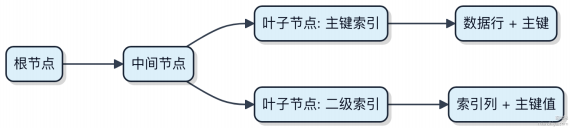 根节点
中间节点
叶子节点: 主键索引
数据行 + 主键
叶子节点: 二级索引
索引列 + 主键值